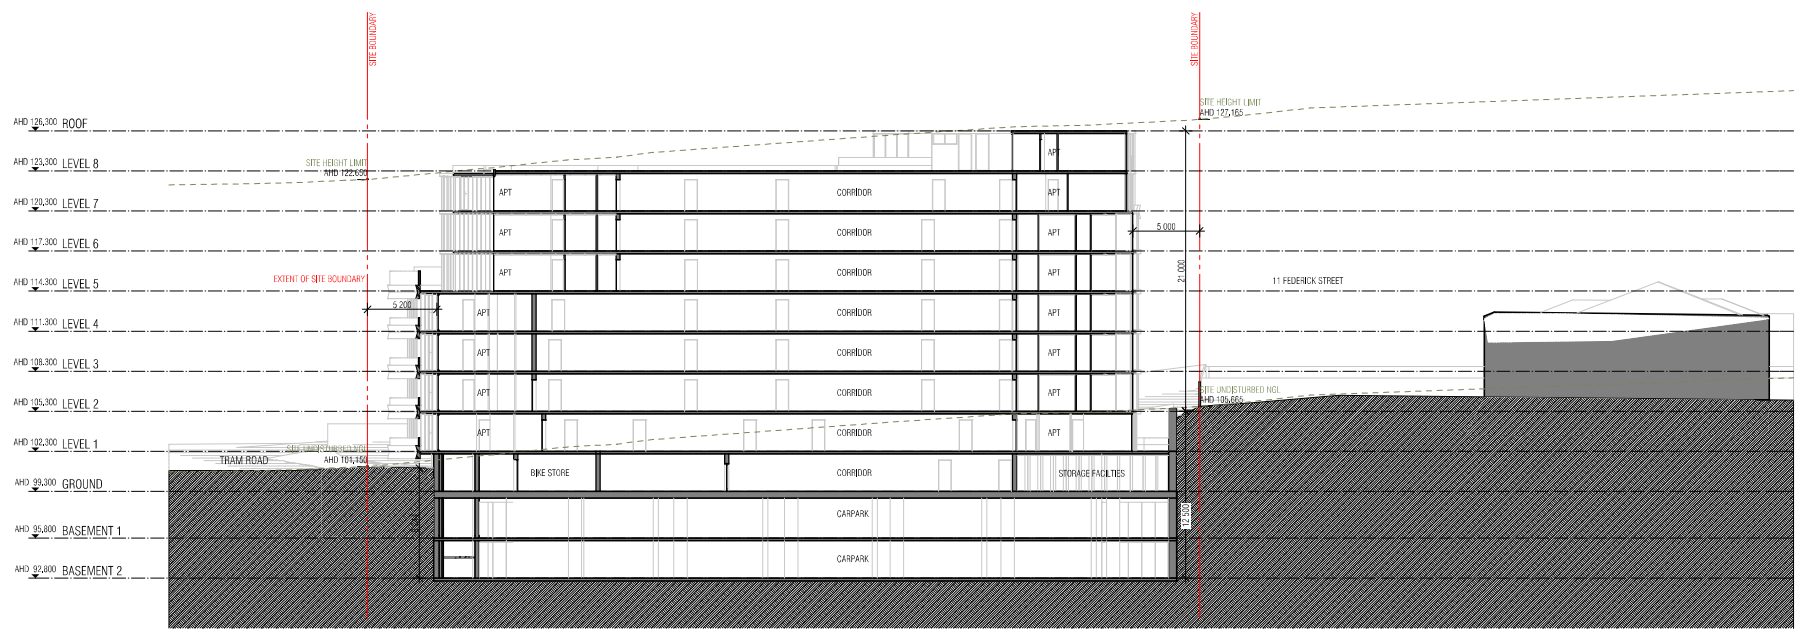 SITE BOUNDARY
SITE BOUNDARY
SITE HEIGHT LIMIT
AHD 127,165
AHD 126,300 ROOF
SITE HEIGHT LIMIT
AHD 122,650
AHD 123,300 LEVEL 8
APT
AHD 120,300 LEVEL 7
APT
CORRIDOR
APT
AHD 117,300 LEVEL 6
APT
CORRIDOR
APT
5 000
AHD 114,300 LEVEL 5
EXTENT OF SITE BOUNDARY
APT
CORRIDOR
APT
21 000
11 FEDERICK STREET
5 200
AHD 111,300 LEVEL 4
APT
CORRIDOR
APT
AHD 108,300 LEVEL 3
APT
CORRIDOR
APT
AHD 105,300 LEVEL 2
APT
CORRIDOR
APT
SITE UNDISTURBED NGL
AHD 105,665
AHD 102,300 LEVEL 1
APT
CORRIDOR
APT
SITE UNDISTURBED NGL
AHD 101,150
TRAM ROAD
AHD 99,300 GROUND
BIKE STORE
CORRIDOR
STORAGE FACILTIES
AHD 95,800 BASEMENT 1
CARPARK
12 500
AHD 92,800 BASEMENT 2
CARPARK